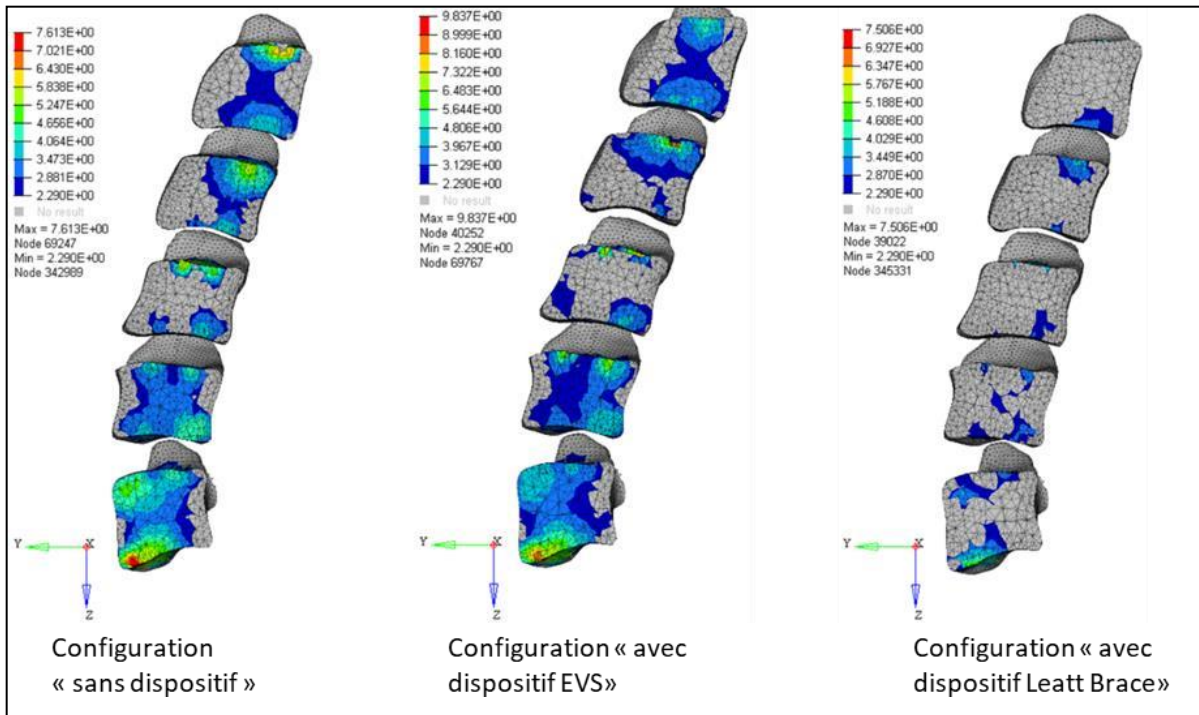 7.613E+00
7.021E+00
6.430E+00
5.838E+00
5.247E+00
4.656E+00
4.064E+00
3.473E+00
2.881E+00
2.290E+00
No result
Max = 7.613E+00
Node 69247
Min = 2.290E+00
Node 342989
9.837E+00
8.999E+00
8.160E+00
7.322E+00
6.483E+00
5.644E+00
4.806E+00
3.967E+00
3.129E+00
2.290E+00
No result
Max = 9.837E+00
Node 40252
Min = 2.290E+00
Node 69767
7.506E+00
6.927E+00
6.347E+00
5.767E+00
5.188E+00
4.608E+00
4.029E+00
3.449E+00
2.870E+00
2.290E+00
No result
Max = 7.506E+00
Node 39022
Min = 2.290E+00
Node 345331
Y X
Z
Y X
Z
Y X
Z
Configuration
« sans dispositif »
Configuration « avec
dispositif EVS»
Configuration « avec
dispositif Leatt Brace»